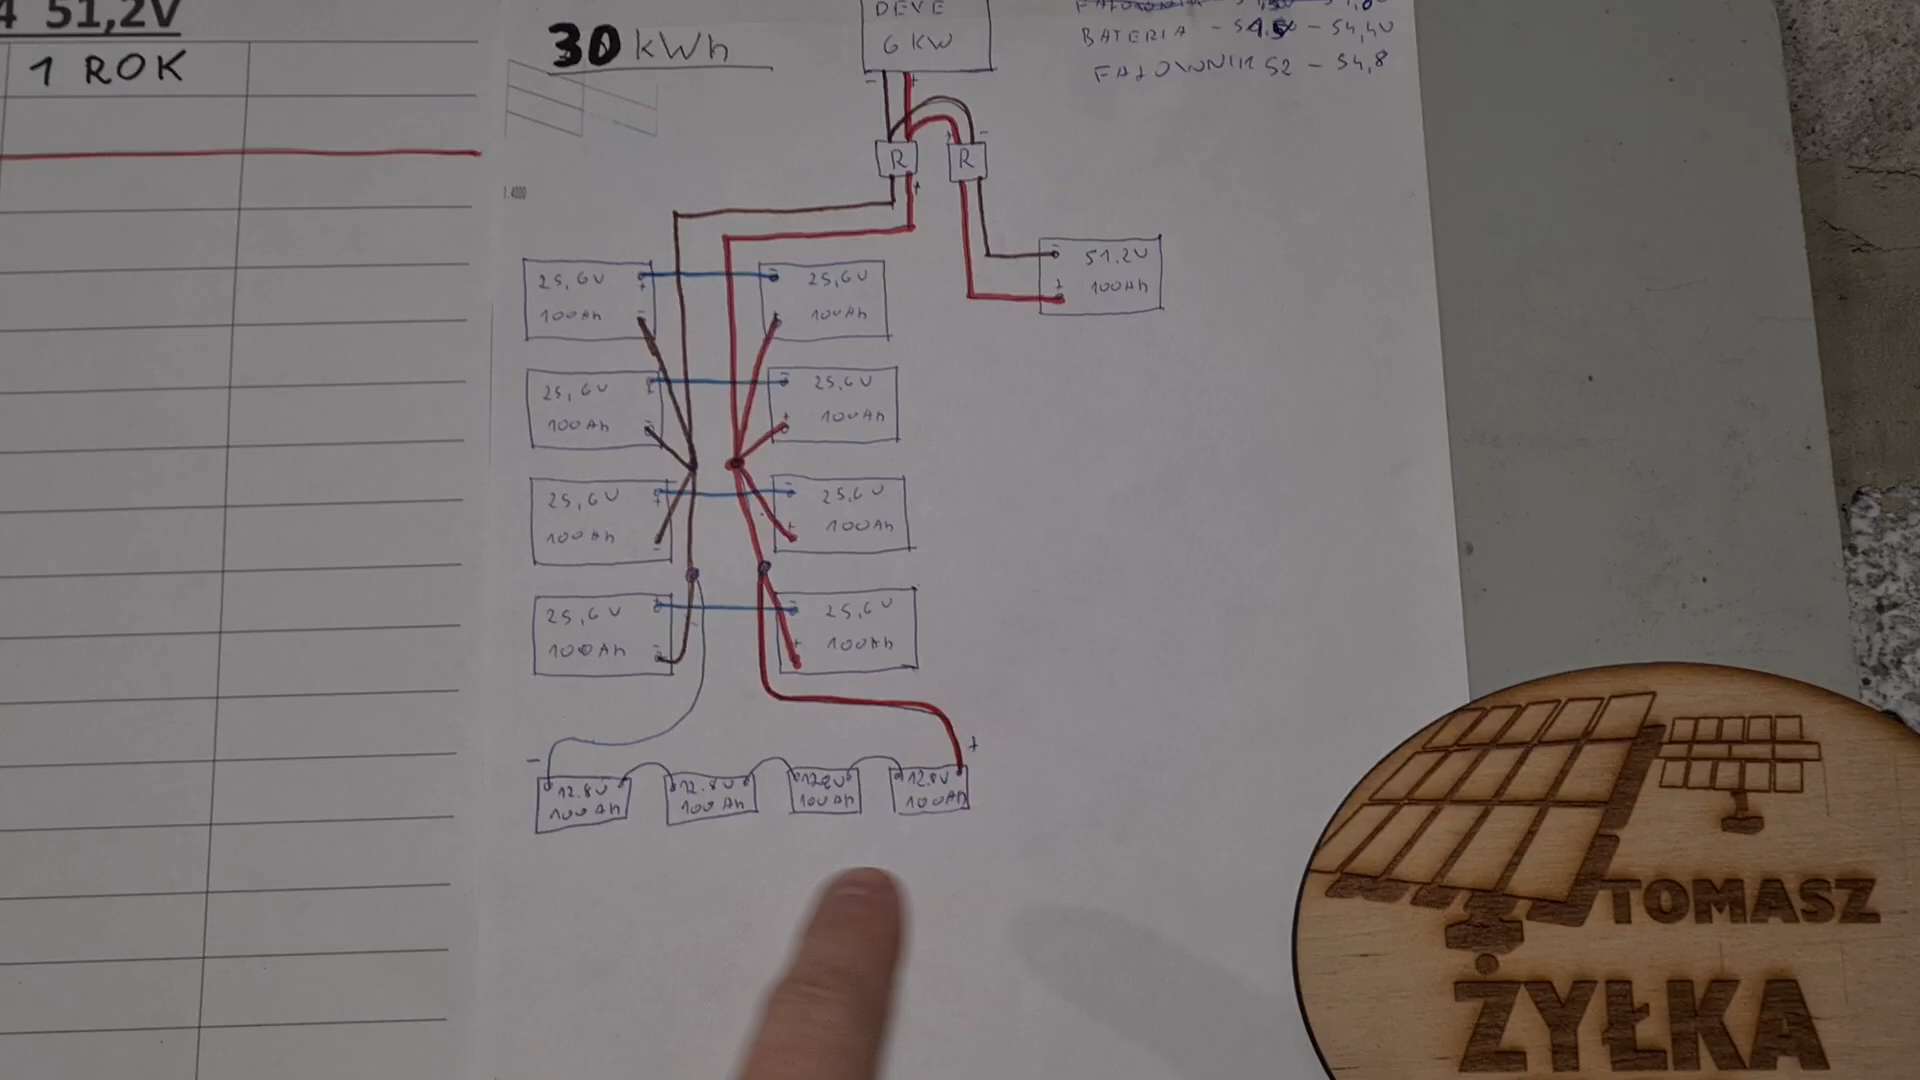 4 51,2V
1 ROK
30 kWh
1.4000
DEYE
6 KW
BATERIA
- 54,4V
FALOWNIK 52 - 54,8
- +
R
R
+ -
+
25,6V
100Ah
25,6V
100Ah
51.2V
100Ah
25,6V
100Ah
25,6V
100Ah
25,6V
100Ah
25,6V
100Ah
25,6V
100Ah
25,6V
100Ah
- +
12.8V
100Ah
12.8V
100Ah
12.8V
100Ah
12.8V
100Ah
TOMASZ
ŻYŁKA